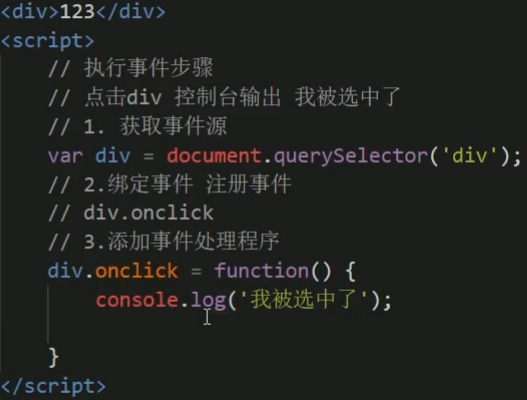 <div>123</div>
<script>
// 执行事件步骤
// 点击div 控制台输出 我被选中了
// 1. 获取事件源
var div = document.querySelector('div');
// 2.绑定事件 注册事件
// div.onclick
// 3.添加事件处理程序
div.onclick = function() {
console.log('我被选中了');
}
</script>